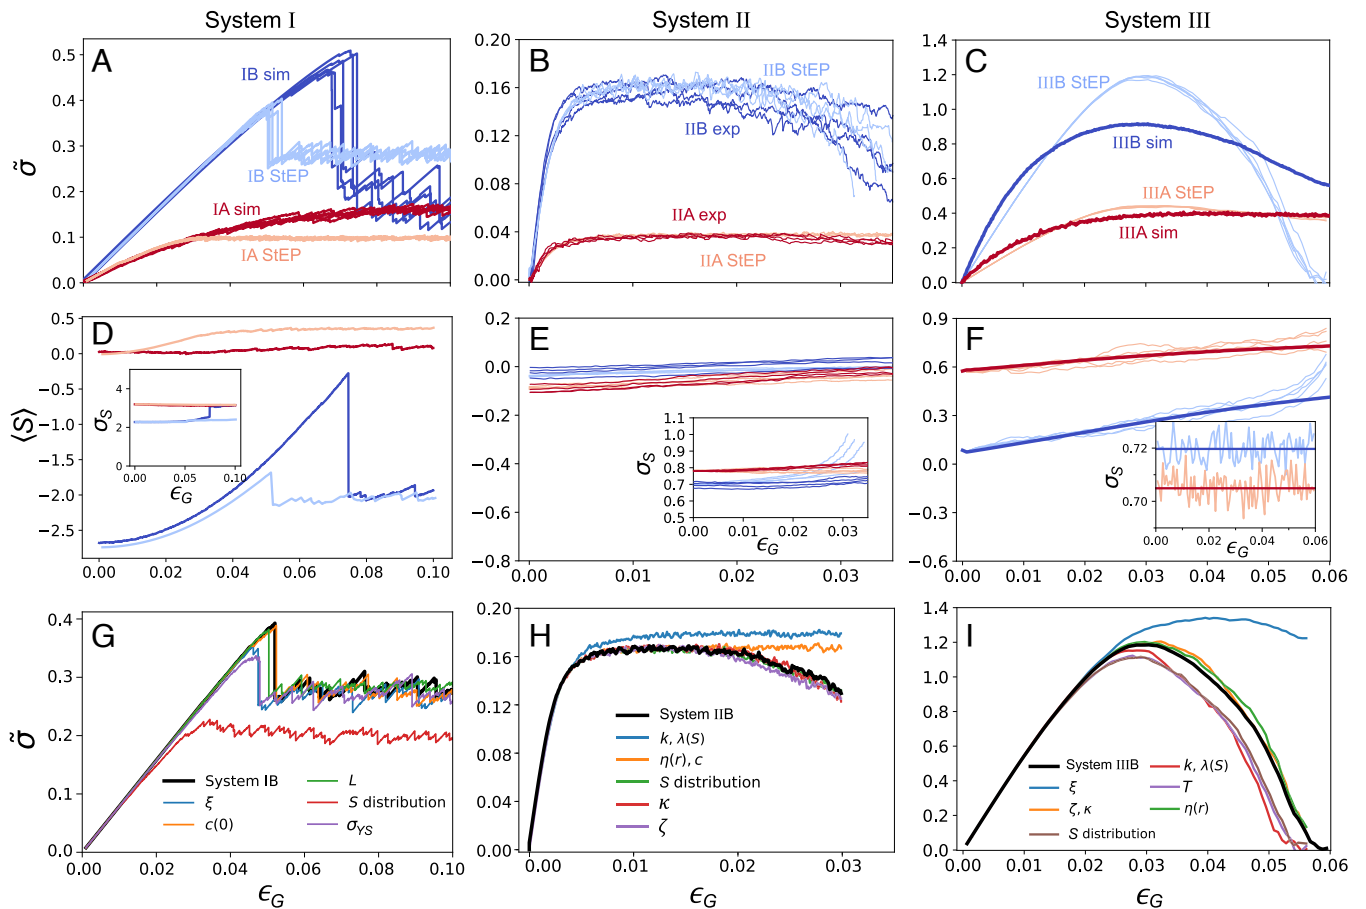 System I
System II
System III
A
IB sim
IB StEP
IA sim
IA StEP
σ̃
0.5
0.4
0.3
0.2
0.1
0.0
B
IIB StEP
IIB exp
IIA exp
IIA StEP
0.20
0.16
0.12
0.08
0.04
0.00
C
IIIB StEP
IIIB sim
IIIA StEP
IIIA sim
1.4
1.2
1.0
0.8
0.6
0.4
0.2
0.0
D
⟨S⟩
0.5
0.0
−0.5
−1.0
−1.5
−2.0
−2.5
σ_S
4
2
0
0.00 0.05 0.10
ϵ_G
0.00 0.02 0.04 0.06 0.08 0.10
E
0.2
0.0
−0.2
−0.4
−0.6
−0.8
σ_S
1.1
1.0
0.9
0.8
0.7
0.6
0.5
0.00 0.01 0.02 0.03
ϵ_G
0.00 0.01 0.02 0.03
F
0.9
0.6
0.3
0.0
−0.3
−0.6
σ_S
0.72
0.70
0.00 0.02 0.04 0.06
ϵ_G
0.00 0.01 0.02 0.03 0.04 0.05 0.06
G
σ̃
0.4
0.3
0.2
0.1
0.0
System IB
ξ
c(0)
L
S distribution
σ_YS
0.00 0.02 0.04 0.06 0.08 0.10
ϵ_G
H
0.20
0.16
0.12
0.08
0.04
0.00
System IIB
k, λ(S)
η(r), c
S distribution
κ
ζ
0.00 0.01 0.02 0.03
ϵ_G
I
1.4
1.2
1.0
0.8
0.6
0.4
0.2
0.0
System IIIB
ξ
ζ, κ
S distribution
k, λ(S)
T
η(r)
0.00 0.01 0.02 0.03 0.04 0.05 0.06
ϵ_G